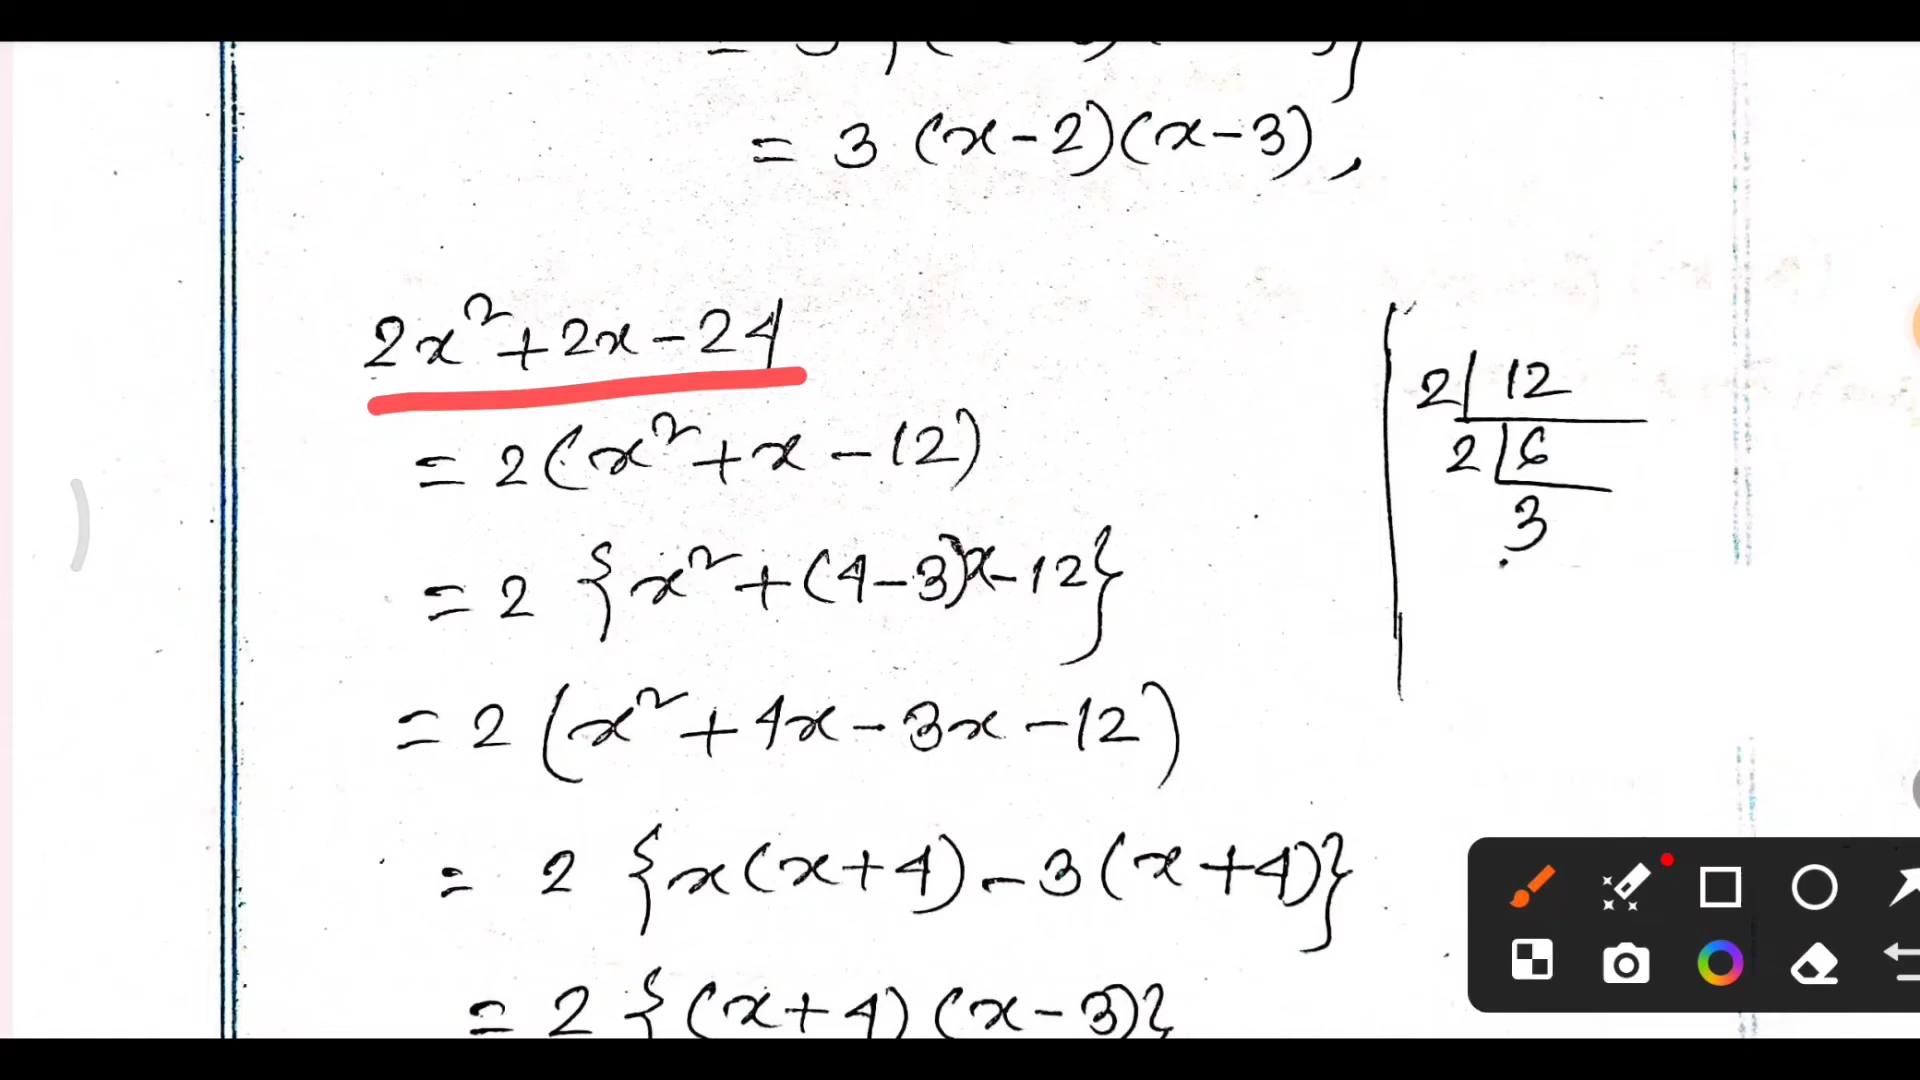 = 3 (x-2)(x-3),
2x²+2x-24
= 2(x²+x-12)
= 2 {x²+(4-3)x-12}
= 2 (x²+4x-3x-12)
= 2 {x(x+4)-3(x+4)}
= 2 {(x+4)(x-3)}
2 12
2 6
3